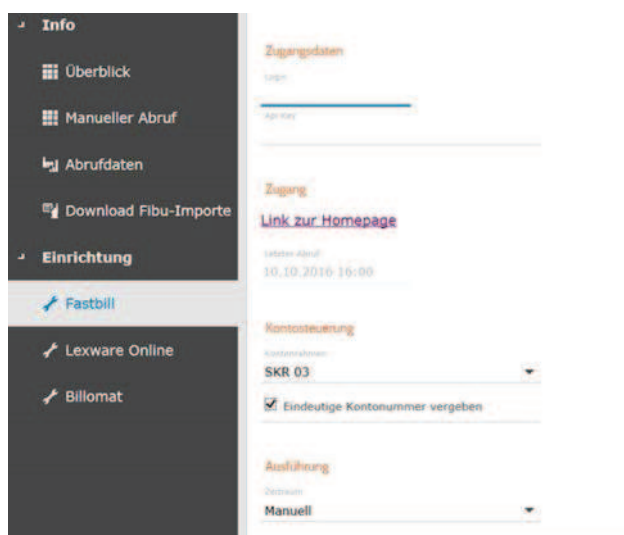 Info
Überblick
Manueller Abruf
Abrufdaten
Download Fibu-Importe
Einrichtung
Fastbill
Lexware Online
Billomat
Zugangsdaten
Login
Api Key
Zugang
Link zur Homepage
Letzter Abruf
10.10.2016 16:00
Kontosteuerung
Kontenrahmen
SKR 03
Eindeutige Kontonummer vergeben
Ausführung
Zeitraum
Manuell